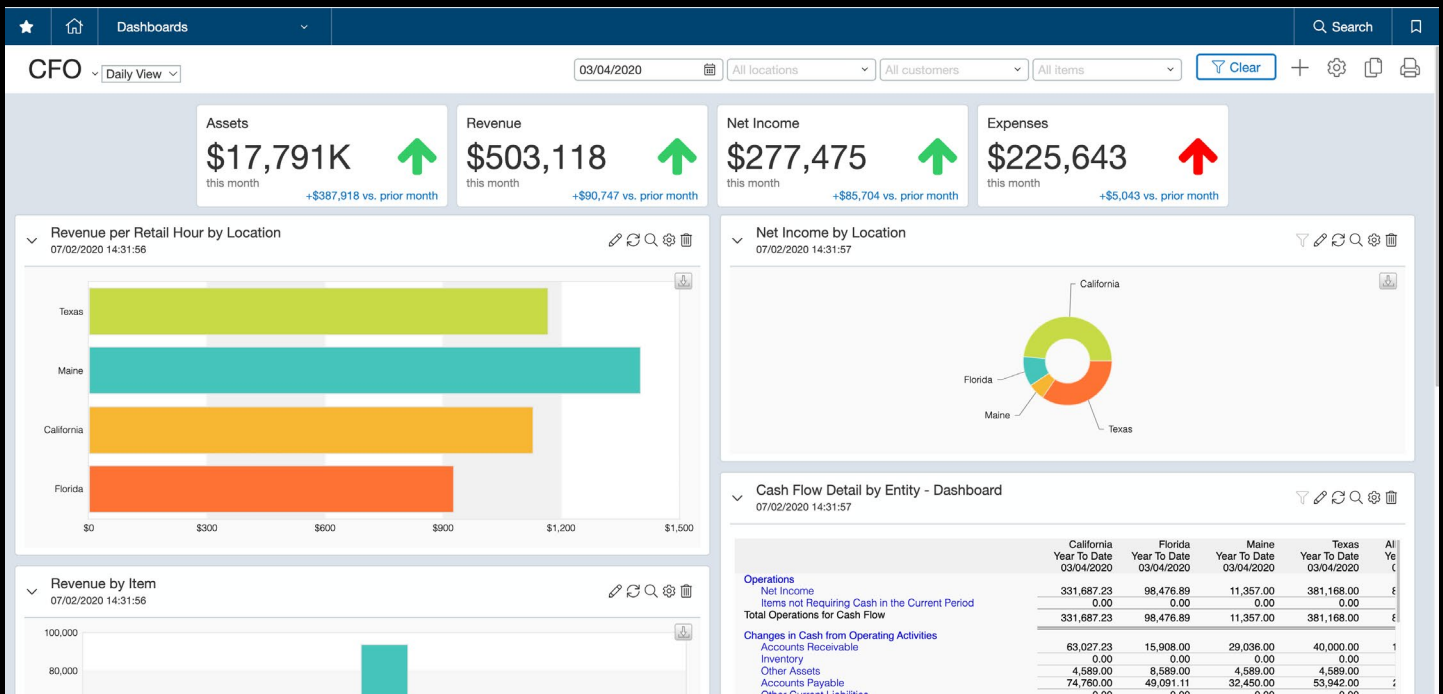 Dashboards
Search
CFO Daily View 03/04/2020 All locations All customers All items Clear
Assets
$17,791K
this month
+$387,918 vs. prior month
Revenue
$503,118
this month
+$90,747 vs. prior month
Net Income
$277,475
this month
+$85,704 vs. prior month
Expenses
$225,643
this month
+$5,043 vs. prior month
Revenue per Retail Hour by Location
07/02/2020 14:31:56
Texas
Maine
California
Florida
$0 $300 $600 $900 $1,200 $1,500
Revenue by Item
07/02/2020 14:31:56
100,000
80,000
Net Income by Location
07/02/2020 14:31:57
California
Florida
Maine
Texas
Cash Flow Detail by Entity - Dashboard
07/02/2020 14:31:57
California Florida Maine Texas
Year To Date Year To Date Year To Date Year To Date
03/04/2020 03/04/2020 03/04/2020 03/04/2020
Operations
Net Income 331,687.23 98,476.89 11,357.00 381,168.00
Items not Requiring Cash in the Current Period 0.00 0.00 0.00 0.00
Total Operations for Cash Flow 331,687.23 98,476.89 11,357.00 381,168.00
Changes in Cash from Operating Activities
Accounts Receivable 63,027.23 15,908.00 29,036.00 40,000.00
Inventory 0.00 0.00 0.00 0.00
Other Assets 4,589.00 8,589.00 4,589.00 4,589.00
Accounts Payable 74,760.00 49,091.11 32,450.00 53,942.00
Other Current Liabilities 0.00 0.00 0.00 0.00